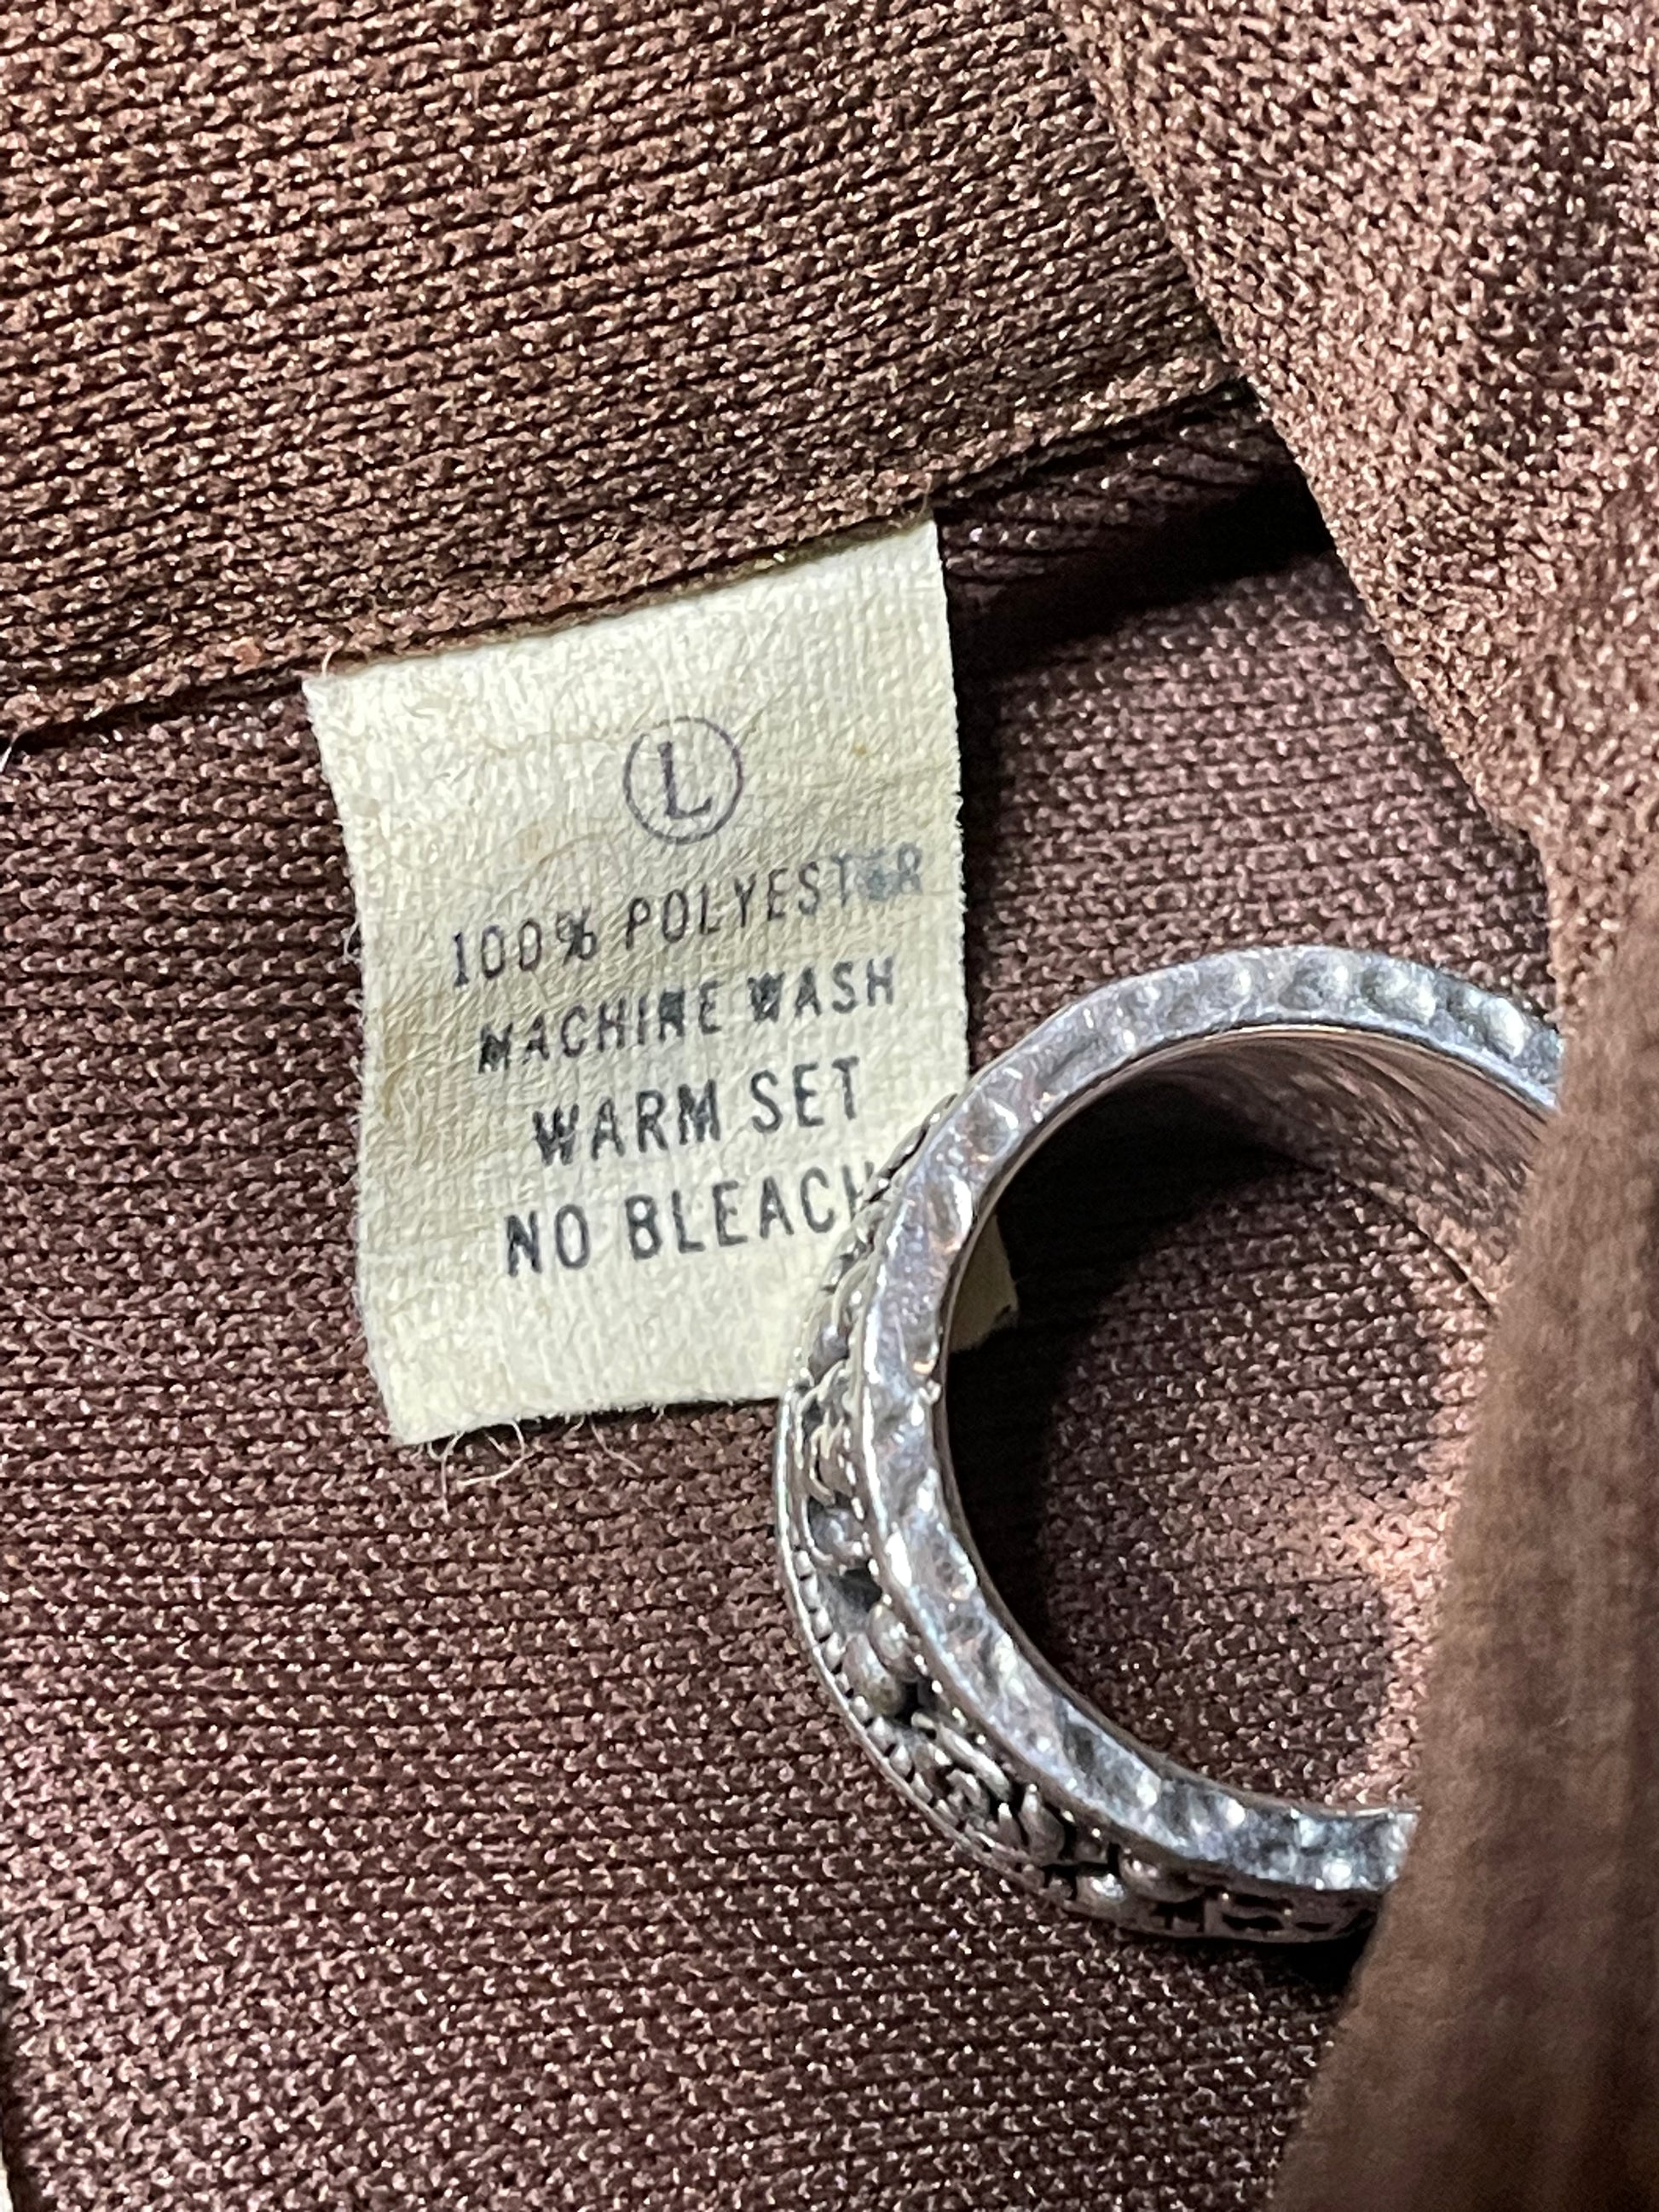 L
100% POLYESTER
MACHINE WASH
WARM SET
NO BLEACH